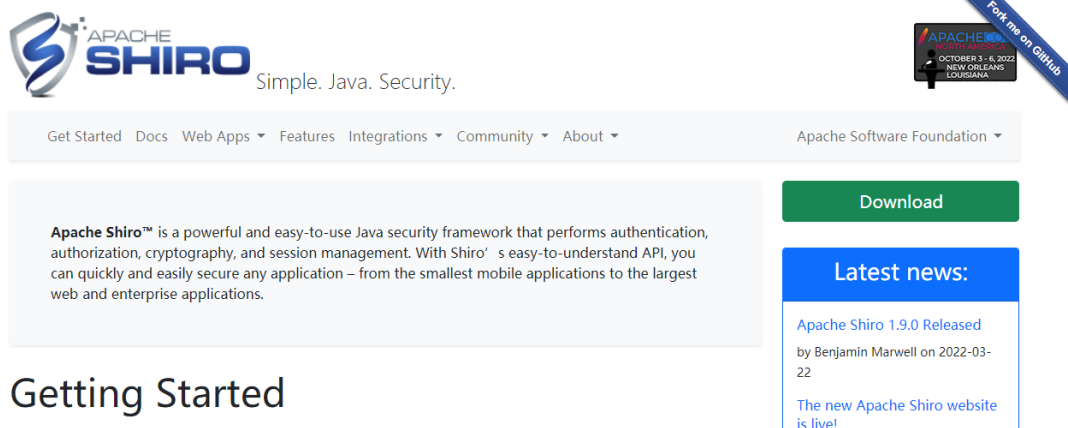 APACHE
SHIRO
Simple. Java. Security.
APACHECON
NORTH AMERICA
OCTOBER 3 - 6, 2022
NEW ORLEANS
LOUISIANA
Fork me on GitHub
Get Started Docs Web Apps Features Integrations Community About Apache Software Foundation
Apache Shiro™ is a powerful and easy-to-use Java security framework that performs authentication,
authorization, cryptography, and session management. With Shiro’s easy-to-understand API, you
can quickly and easily secure any application – from the smallest mobile applications to the largest
web and enterprise applications.
Getting Started
Download
Latest news:
Apache Shiro 1.9.0 Released
by Benjamin Marwell on 2022-03-
22
The new Apache Shiro website
is live!